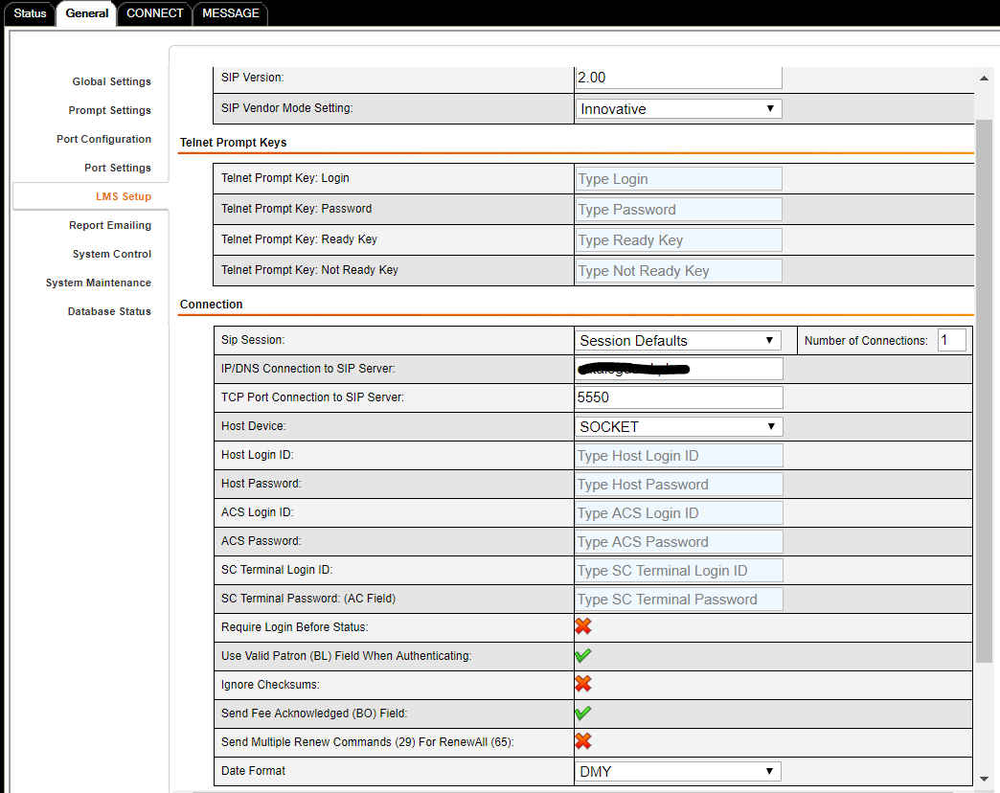 Status General CONNECT MESSAGE
Global Settings
Prompt Settings
Port Configuration
Port Settings
LMS Setup
Report Emailing
System Control
System Maintenance
Database Status
SIP Version: 2.00
SIP Vendor Mode Setting: Innovative
Telnet Prompt Keys
Telnet Prompt Key: Login Type Login
Telnet Prompt Key: Password Type Password
Telnet Prompt Key: Ready Key Type Ready Key
Telnet Prompt Key: Not Ready Key Type Not Ready Key
Connection
Sip Session: Session Defaults Number of Connections: 1
IP/DNS Connection to SIP Server:
TCP Port Connection to SIP Server: 5550
Host Device: SOCKET
Host Login ID: Type Host Login ID
Host Password: Type Host Password
ACS Login ID: Type ACS Login ID
ACS Password: Type ACS Password
SC Terminal Login ID: Type SC Terminal Login ID
SC Terminal Password: (AC Field) Type SC Terminal Password
Require Login Before Status:
Use Valid Patron (BL) Field When Authenticating:
Ignore Checksums:
Send Fee Acknowledged (BO) Field:
Send Multiple Renew Commands (29) For RenewAll (65):
Date Format DMY